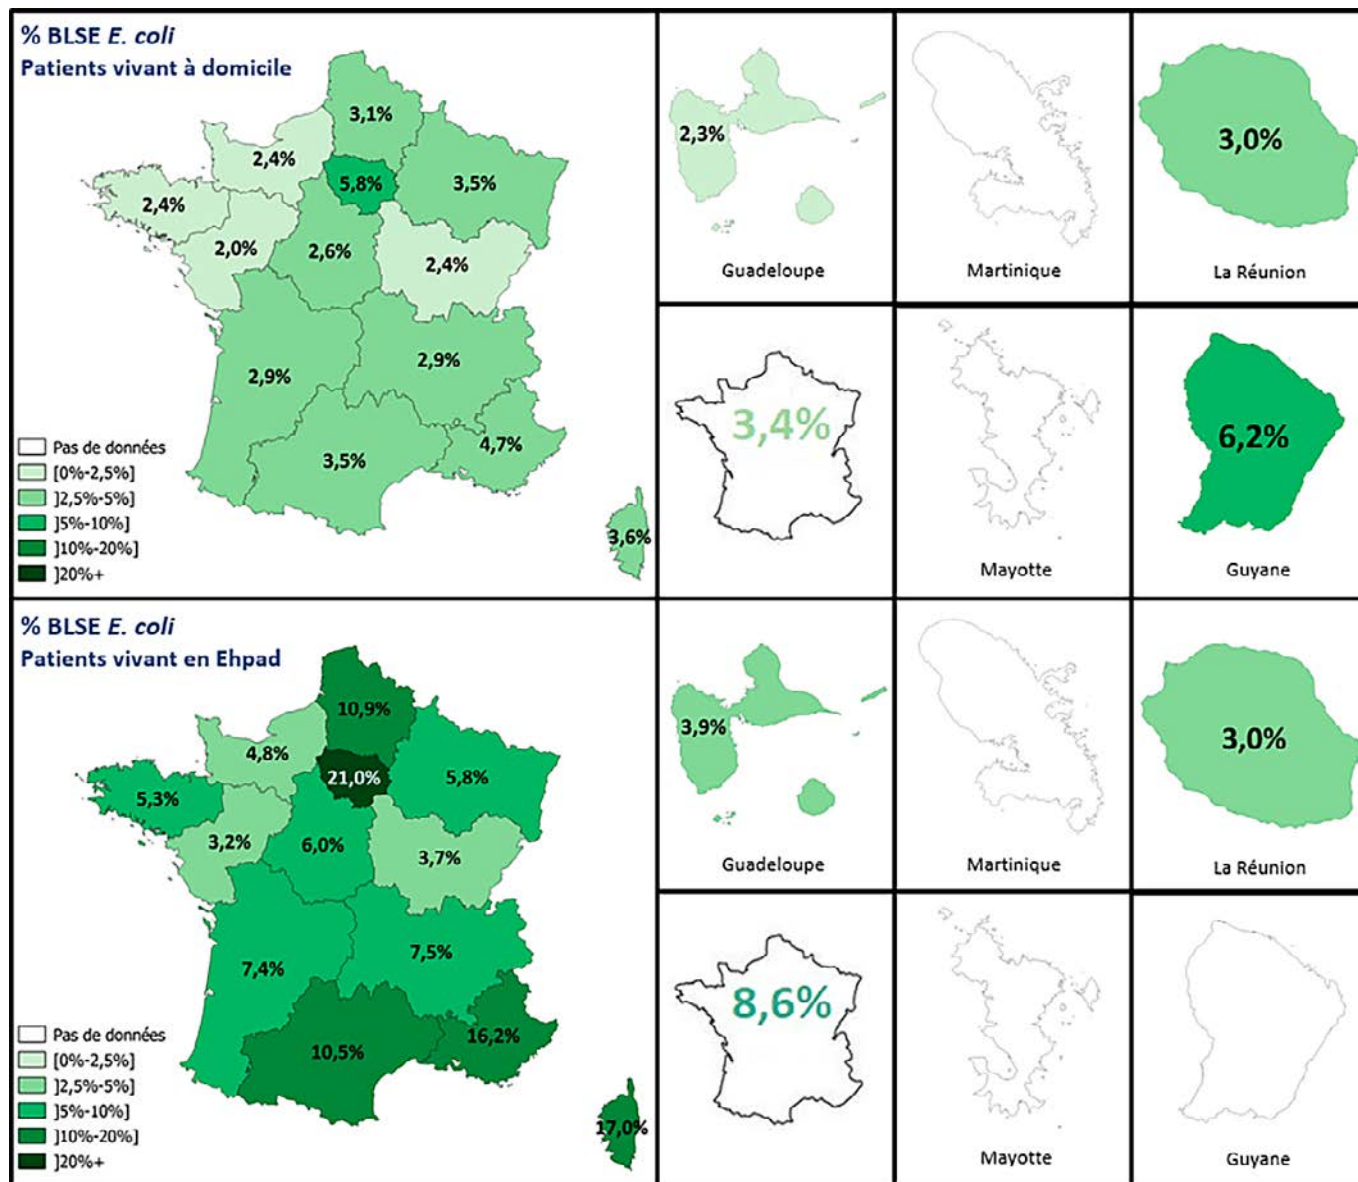 % BLSE E. coli
Patients vivant à domicile
3,1%
2,4%
5,8%
3,5%
2,4%
2,0%
2,6%
2,4%
2,9%
2,9%
4,7%
3,5%
3,6%
Pas de données
[0%-2,5%]
]2,5%-5%]
]5%-10%]
]10%-20%]
]20%+
2,3%
Guadeloupe
Martinique
3,0%
La Réunion
3,4%
Mayotte
6,2%
Guyane
% BLSE E. coli
Patients vivant en Ehpad
10,9%
4,8%
21,0%
5,8%
5,3%
3,2%
6,0%
3,7%
7,4%
7,5%
16,2%
10,5%
17,0%
Pas de données
[0%-2,5%]
]2,5%-5%]
]5%-10%]
]10%-20%]
]20%+
3,9%
Guadeloupe
Martinique
3,0%
La Réunion
8,6%
Mayotte
Guyane